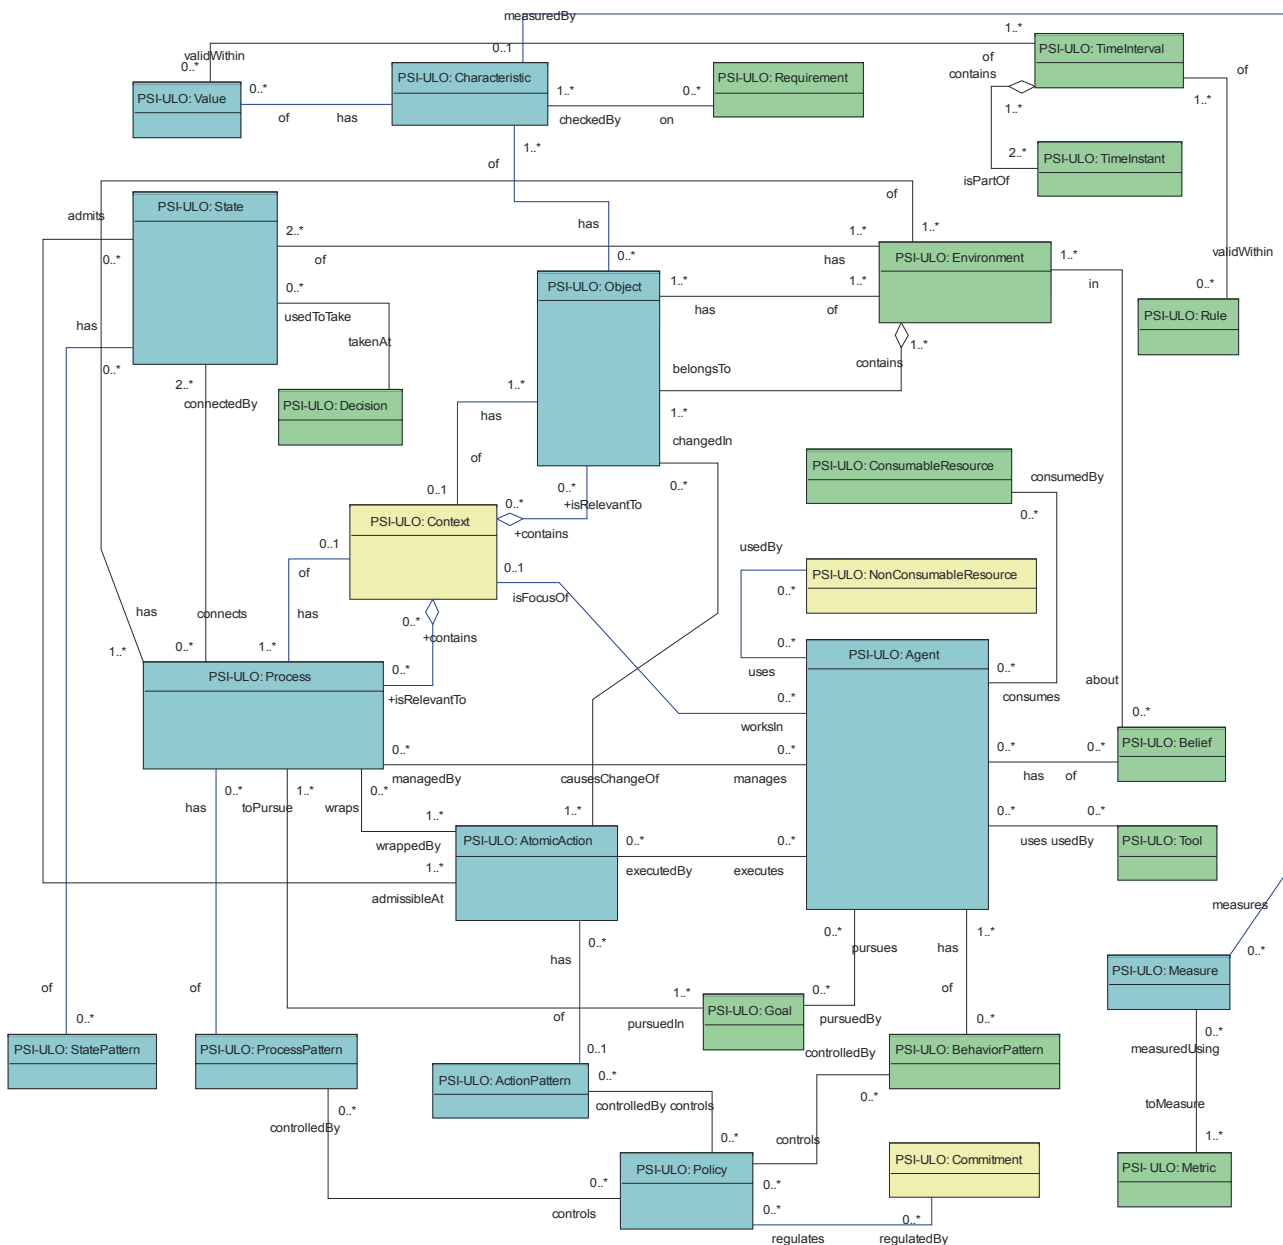 measuredBy
validWithin
0..*
0..1
1..*
PSI-ULO: TimeInterval
of
contains
of
PSI-ULO: Value
0..*
of
has
PSI-ULO: Characteristic
1..*
checkedBy
0..*
on
PSI-ULO: Requirement
1..*
1..*
2..*
isPartOf
PSI-ULO: TimeInstant
1..*
of
has
0..*
of
1..*
admits
0..*
PSI-ULO: State
2..*
of
1..*
has
PSI-ULO: Environment
1..*
in
validWithin
0..*
PSI-ULO: Rule
0..*
usedToTake
takenAt
PSI-ULO: Object
1..*
has
1..*
of
1..*
contains
belongsTo
has
0..*
2..*
connectedBy
PSI-ULO: Decision
1..*
has
of
0..1
1..*
changedIn
0..*
PSI-ULO: ConsumableResource
consumedBy
0..*
0..*
+isRelevantTo
0..*
+contains
PSI-ULO: Context
0..1
of
has
1..*
0..1
isFocusOf
0..*
+contains
usedBy
0..*
PSI-ULO: NonConsumableResource
0..*
uses
has
1..*
connects
0..*
PSI-ULO: Process
0..*
+isRelevantTo
PSI-ULO: Agent
0..*
consumes
about
0..*
0..*
worksIn
PSI-ULO: Belief
0..*
has
0..*
of
0..*
managedBy
0..*
manages
causesChangeOf
1..*
has
0..*
toPursue
1..*
wraps
0..*
1..*
wrappedBy
PSI-ULO: AtomicAction
0..*
executedBy
0..*
executes
0..*
uses
0..*
usedBy
PSI-ULO: Tool
1..*
admissibleAt
measures
0..*
0..*
has
of
0..1
0..*
pursues
has
1..*
of
0..*
PSI-ULO: Measure
0..*
measuredUsing
toMeasure
1..*
PSI- ULO: Metric
of
0..*
PSI-ULO: StatePattern
of
PSI-ULO: ProcessPattern
1..*
pursuedIn
PSI-ULO: Goal
0..*
pursuedBy
controlledBy
PSI-ULO: BehaviorPattern
0..*
PSI-ULO: ActionPattern
0..*
controlledBy
controls
0..*
0..*
controlledBy
controls
PSI-ULO: Policy
0..*
0..*
0..*
controls
regulates
PSI-ULO: Commitment
0..*
regulatedBy